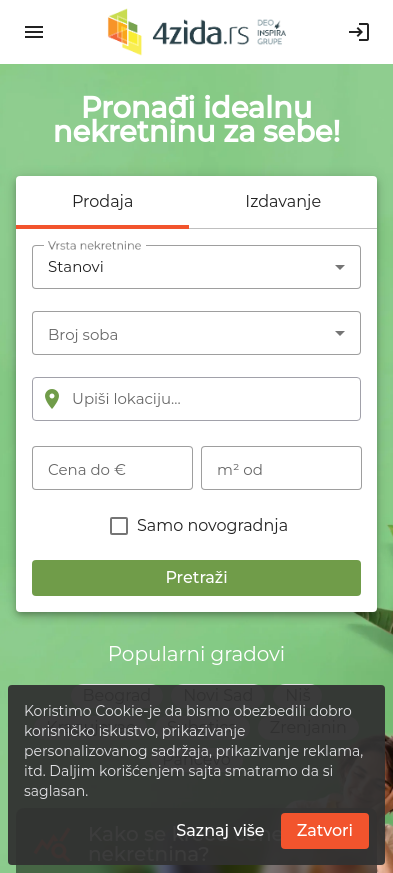 4zida.rs DEO INSPIRA GRUPE
Pronađi idealnu
nekretninu za sebe!
Prodaja Izdavanje
Vrsta nekretnine
Stanovi
Broj soba
Upiši lokaciju...
Cena do € m² od
Samo novogradnja
Pretraži
Popularni gradovi
Beograd Novi Sad Niš
Zrenjanin
Koristimo Cookie-je da bismo obezbedili dobro
korisničko iskustvo, prikazivanje
personalizovanog sadržaja, prikazivanje reklama,
itd. Daljim korišćenjem sajta smatramo da si
saglasan.
Saznaj više Zatvori
Kako se
nekretnina?